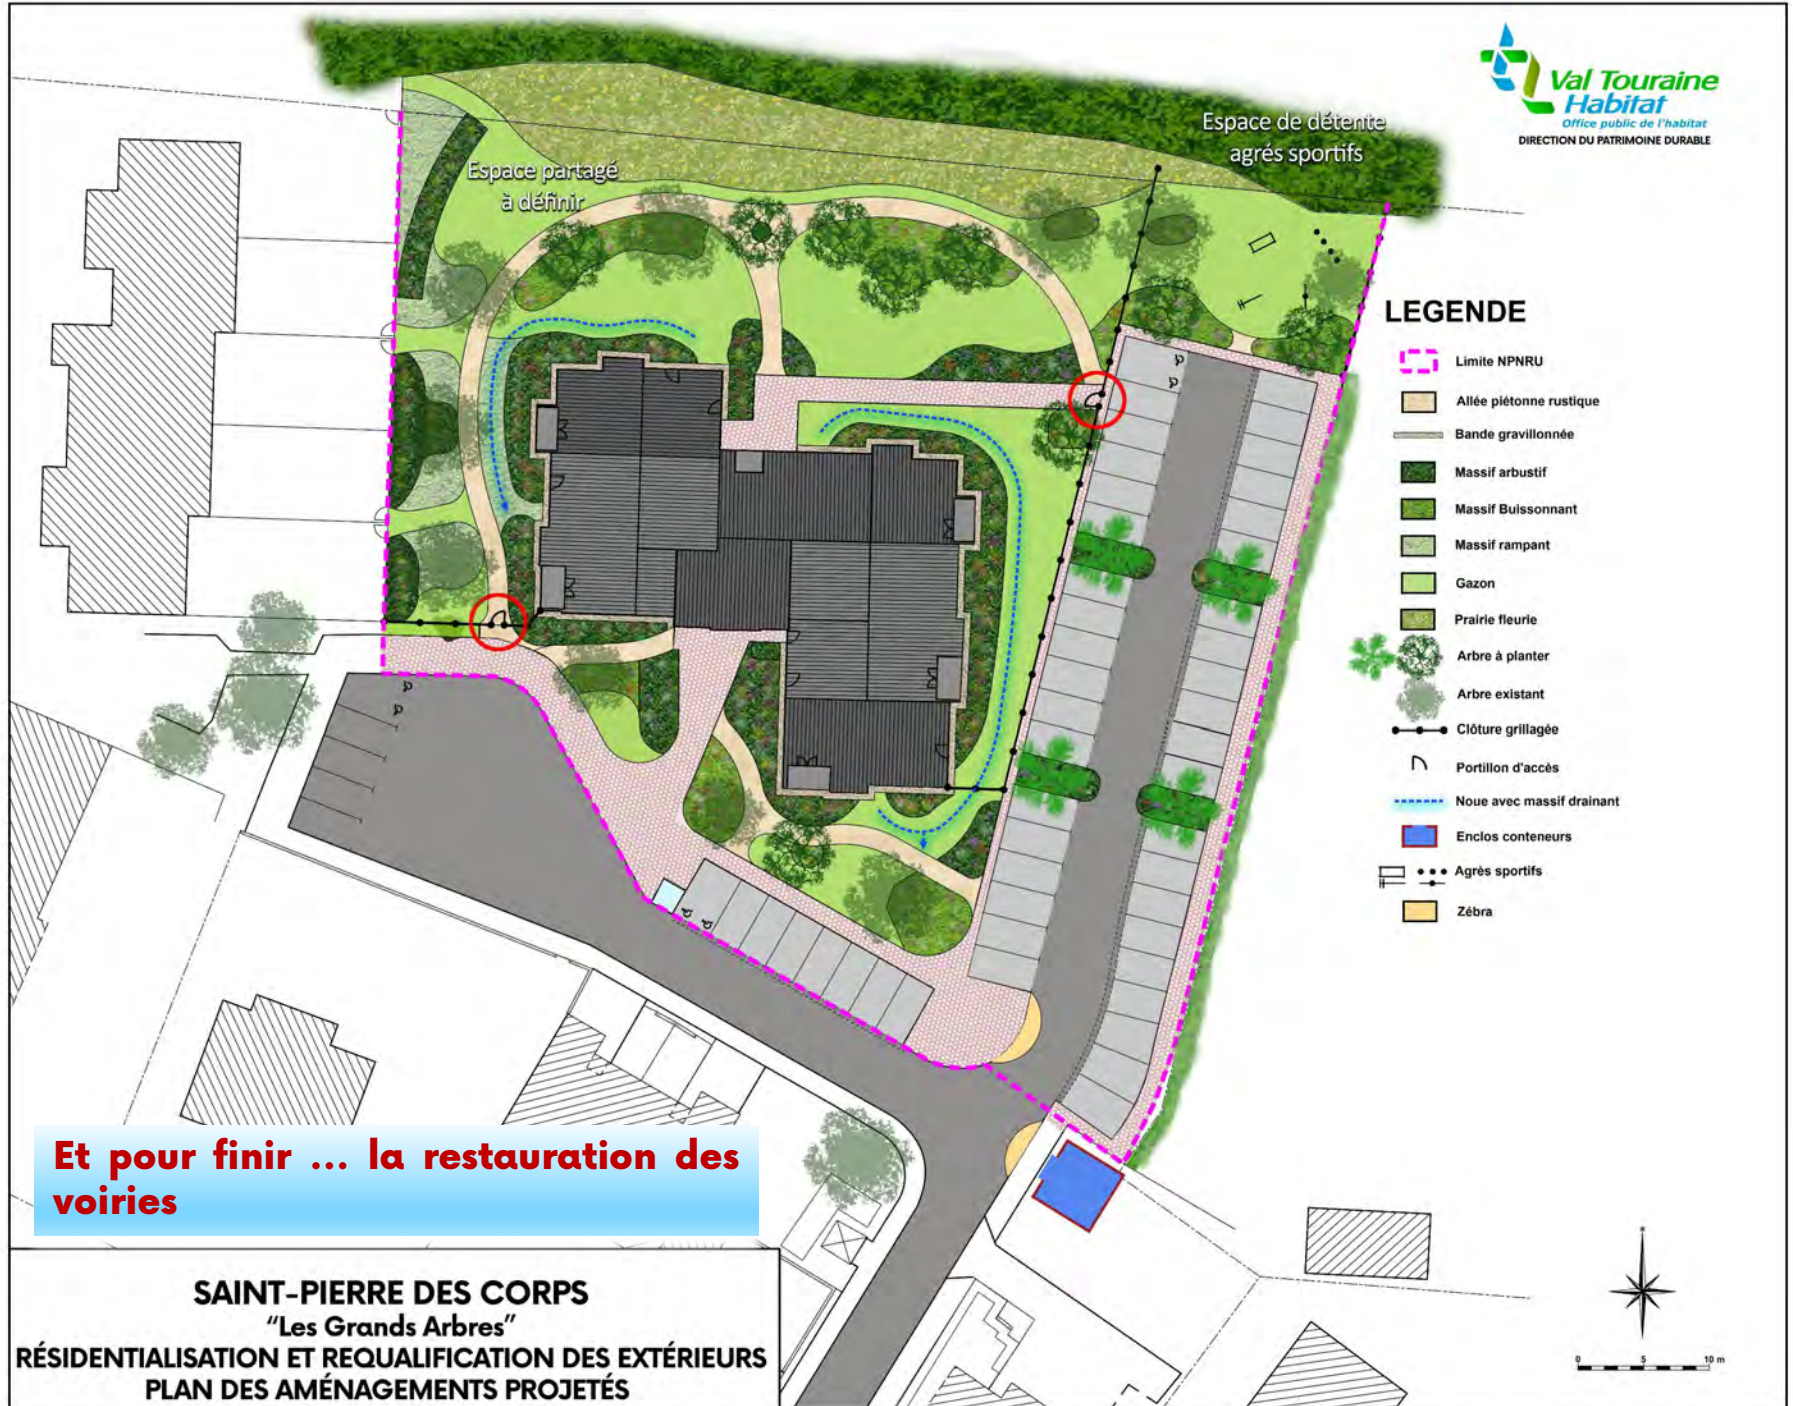 Val Touraine
Habitat
Office public de l'habitat
DIRECTION DU PATRIMOINE DURABLE
Espace de détente
agrés sportifs
Espace partagé
à définir
LEGENDE
Limite NPNRU
Allée piétonne rustique
Bande gravillonnée
Massif arbustif
Massif Buissonnant
Massif rampant
Gazon
Prairie fleurie
Arbre à planter
Arbre existant
Clôture grillagée
Portillon d'accès
Noue avec massif drainant
Enclos conteneurs
Agrès sportifs
Zébra
Et pour finir ... la restauration des
voiries
SAINT-PIERRE DES CORPS
"Les Grands Arbres"
RÉSIDENTIALISATION ET REQUALIFICATION DES EXTÉRIEURS
PLAN DES AMÉNAGEMENTS PROJETÉS
0 5 10 m